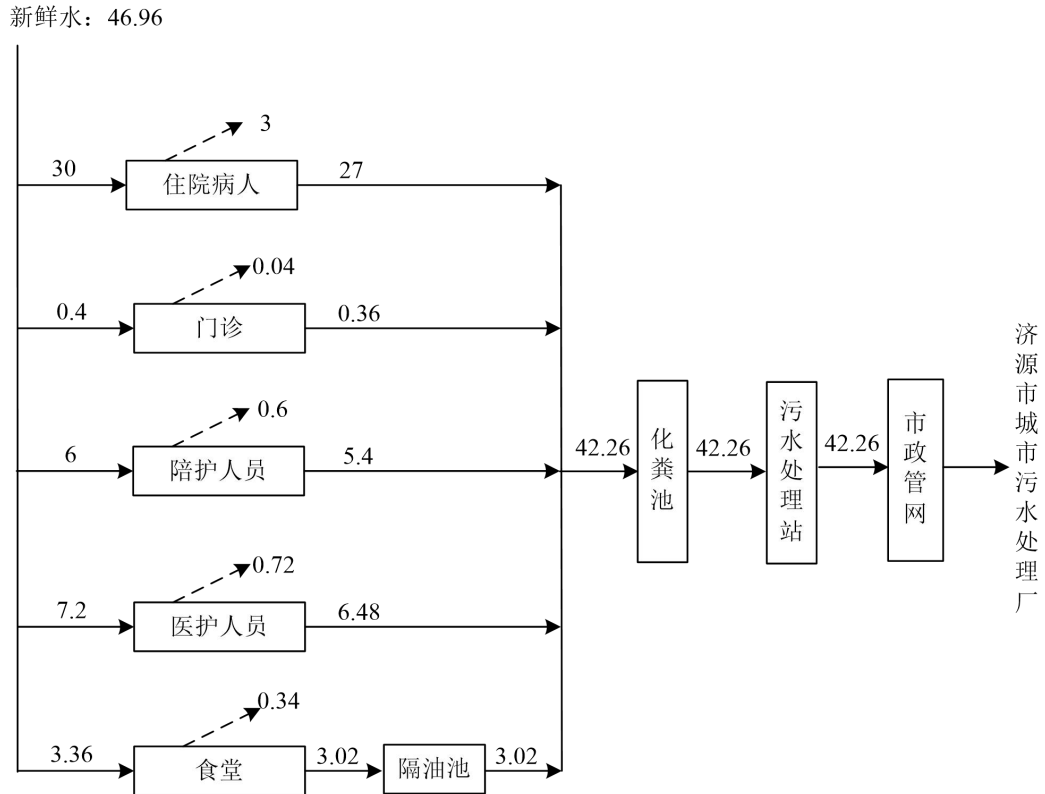 新鲜水：46.96
3
30
住院病人
27
0.04
0.4
门诊
0.36
0.6
6
陪护人员
5.4
42.26
化粪池
42.26
污水处理站
42.26
市政管网
济源市城市污水处理厂
0.72
7.2
医护人员
6.48
0.34
3.36
食堂
3.02
隔油池
3.02